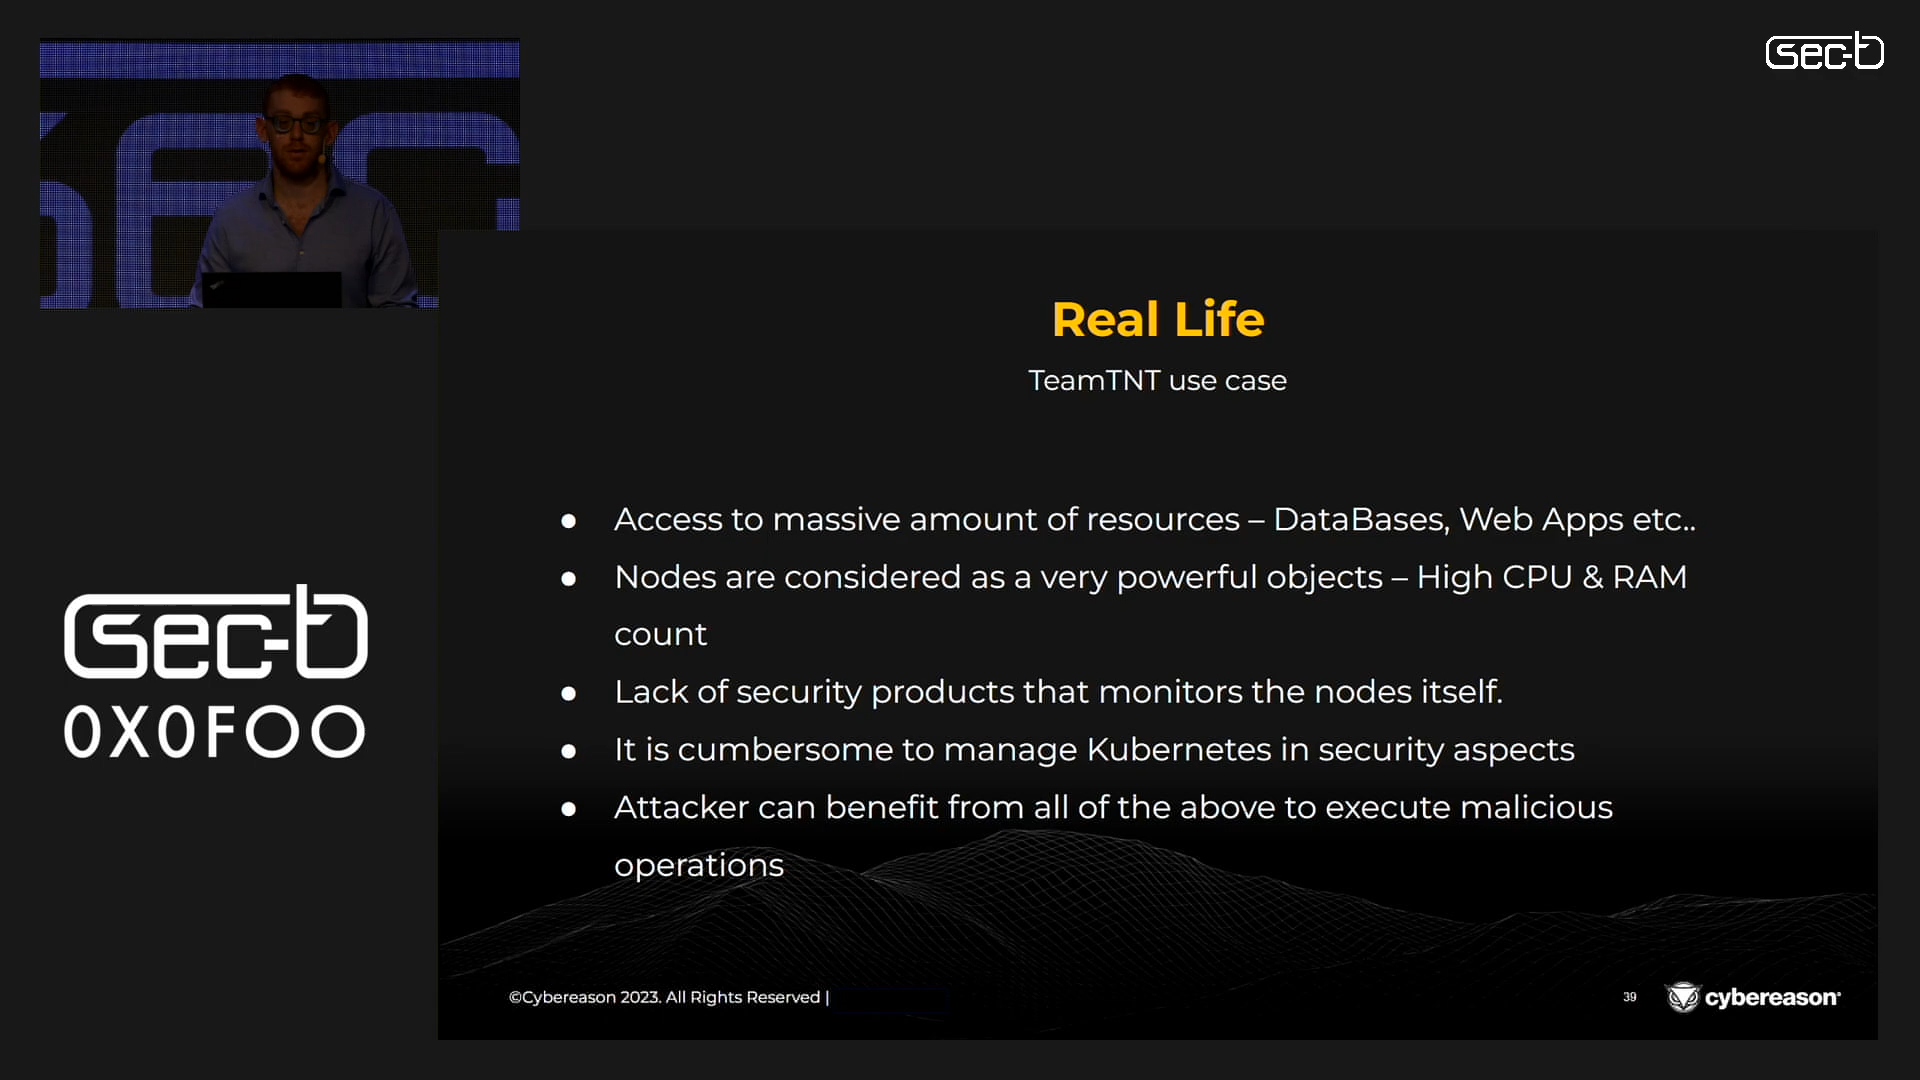 sec-t
Real Life
TeamTNT use case
● Access to massive amount of resources – DataBases, Web Apps etc..
● Nodes are considered as a very powerful objects – High CPU & RAM
count
● Lack of security products that monitors the nodes itself.
● It is cumbersome to manage Kubernetes in security aspects
● Attacker can benefit from all of the above to execute malicious
operations
sec-t
0X0FOO
©Cybereason 2023. All Rights Reserved |
39
cybereason